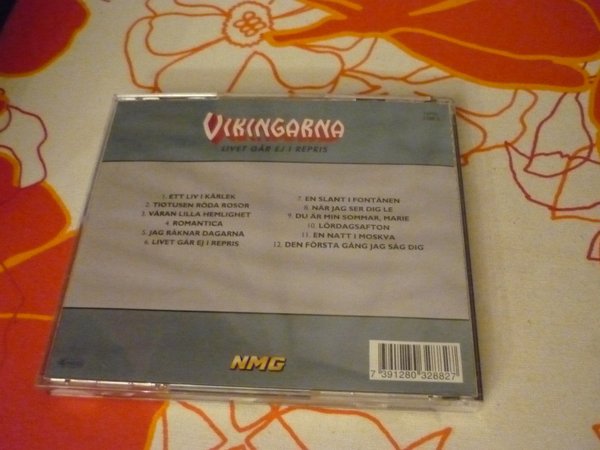 VIKINGARNA
LIVET GÅR EJ I REPRIS
1. ETT LIV I KÄRLEK
2. TIOTUSEN RÖDA ROSOR
3. VÅRAN LILLA HEMLIGHET
4. ROMANTICA
5. JAG RÄKNAR DAGARNA
6. LIVET GÅR EJ I REPRIS
7. EN SLANT I FONTÄNEN
8. NÄR JAG SER DIG LE
9. DU ÄR MIN SOMMAR, MARIE
10. LÖRDAGSAFTON
11. EN NATT I MOSKVA
12. DEN FÖRSTA GÅNG JAG SÅG DIG
NMG
7 391280 328827